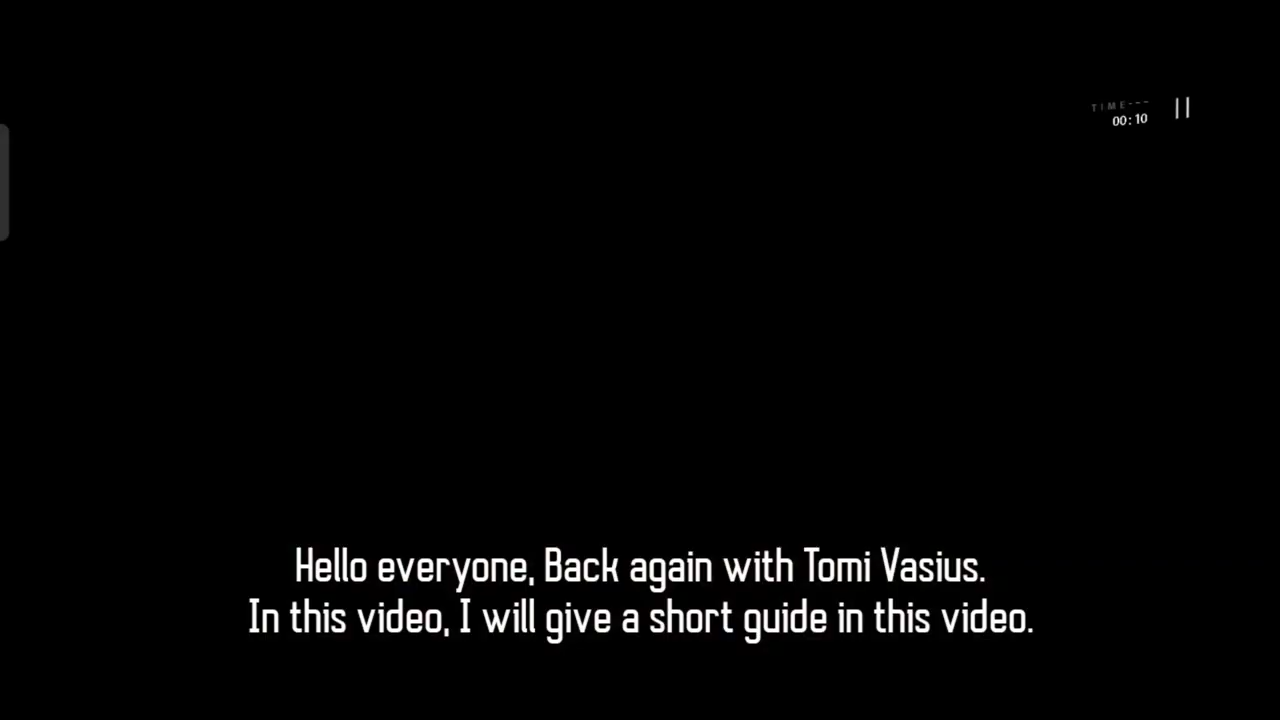 TIME---
00:10
Hello everyone, Back again with Tomi Vasius.
In this video, I will give a short guide in this video.